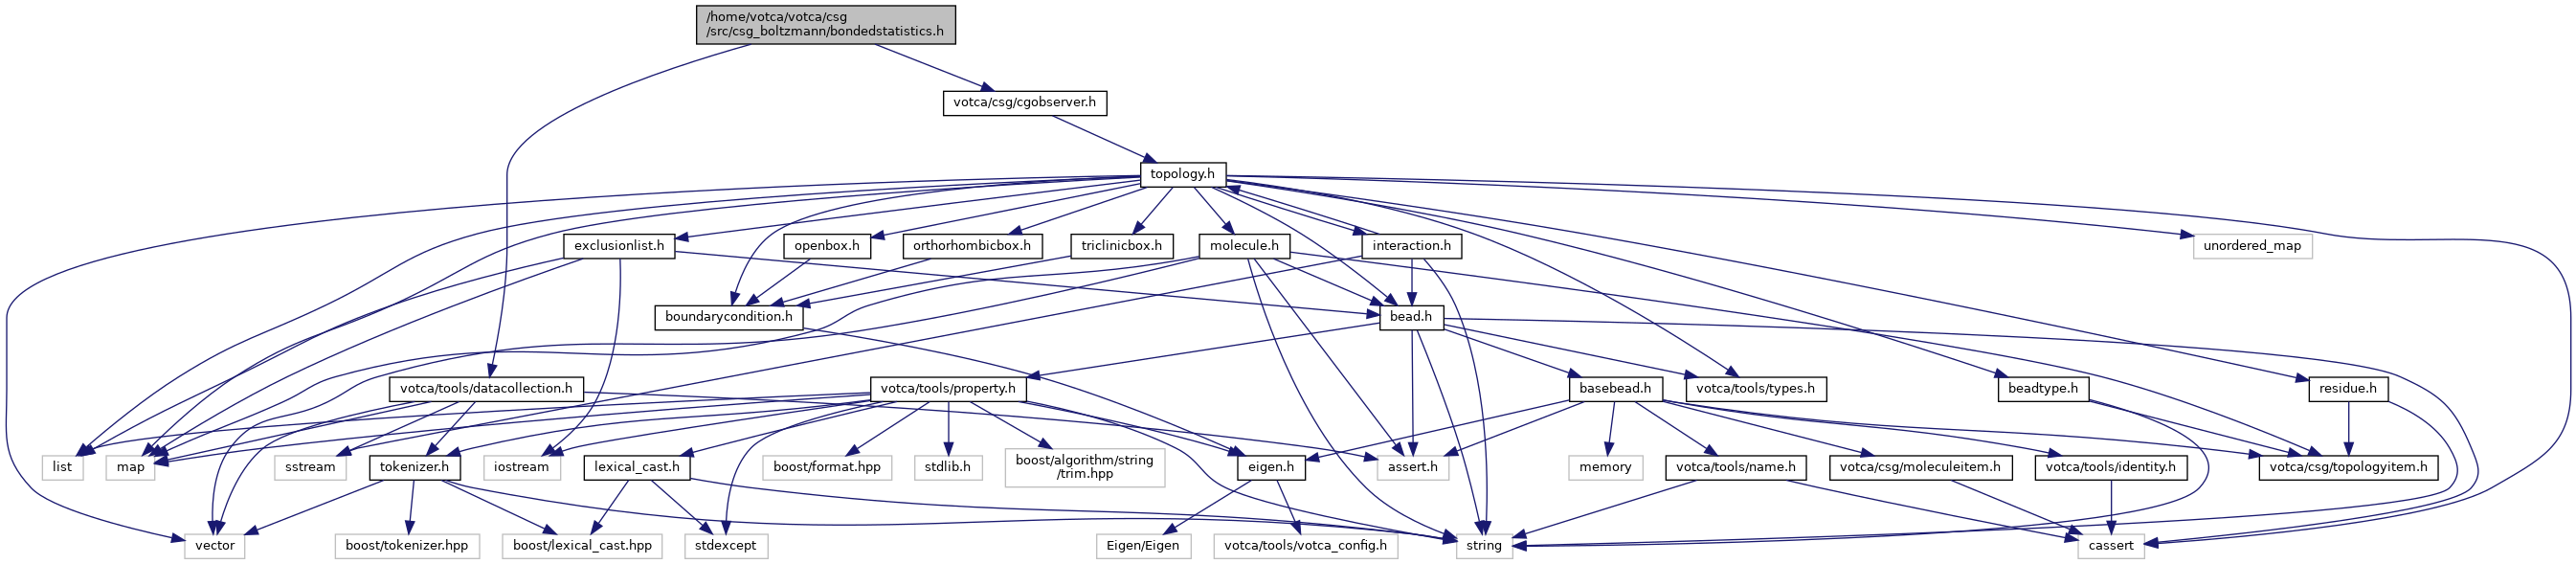 /home/votca/votca/csg
/src/csg_boltzmann/bondedstatistics.h
votca/csg/cgobserver.h
topology.h
exclusionlist.h
openbox.h
orthorhombicbox.h
triclinicbox.h
molecule.h
interaction.h
unordered_map
boundarycondition.h
bead.h
votca/tools/datacollection.h
votca/tools/property.h
basebead.h
votca/tools/types.h
beadtype.h
residue.h
list
map
sstream
tokenizer.h
iostream
lexical_cast.h
boost/format.hpp
stdlib.h
boost/algorithm/string
/trim.hpp
eigen.h
assert.h
memory
votca/tools/name.h
votca/csg/moleculeitem.h
votca/tools/identity.h
votca/csg/topologyitem.h
vector
boost/tokenizer.hpp
boost/lexical_cast.hpp
stdexcept
Eigen/Eigen
votca/tools/votca_config.h
string
cassert